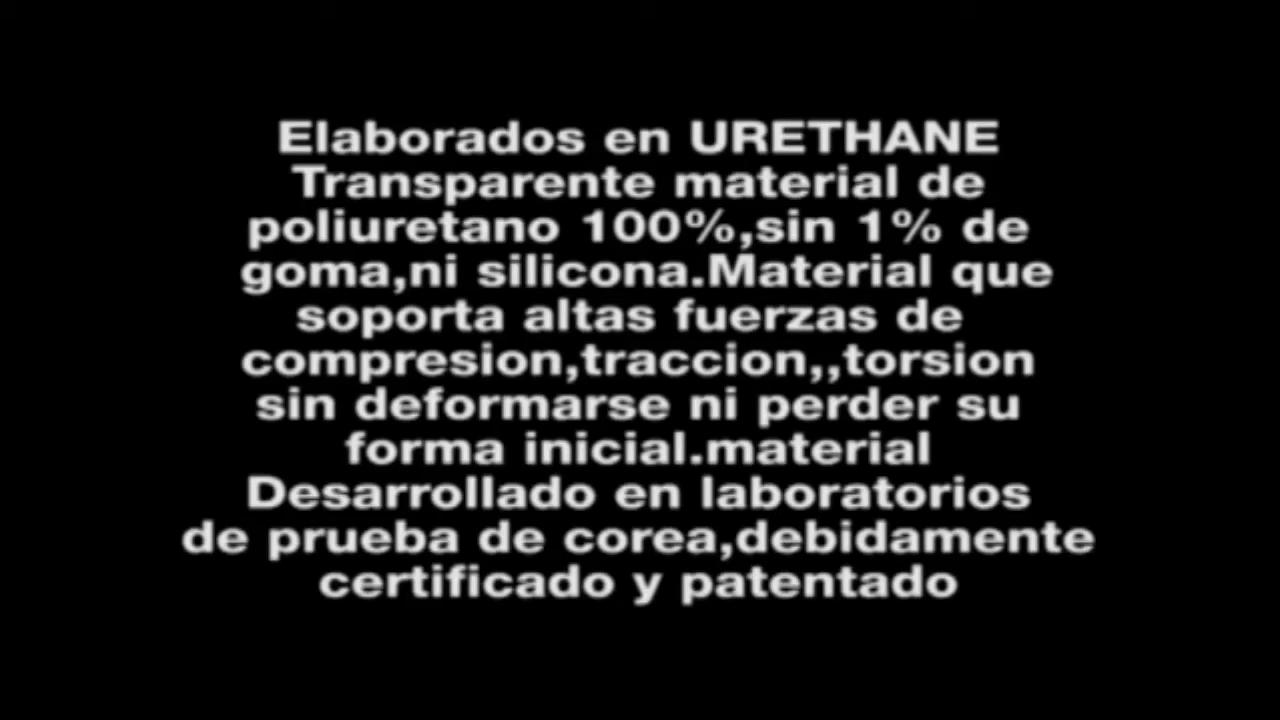 Elaborados en URETHANE
Transparente material de
poliuretano 100%,sin 1% de
goma,ni silicona.Material que
soporta altas fuerzas de
compresion,traccion,,torsion
sin deformarse ni perder su
forma inicial.material
Desarrollado en laboratorios
de prueba de corea,debidamente
certificado y patentado